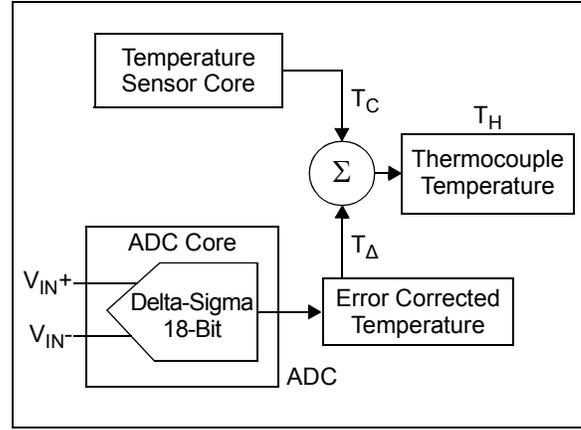 Temperature
Sensor Core
T_C
T_H
Σ
Thermocouple
Temperature
ADC Core
T_Δ
V_IN+
Delta-Sigma
18-Bit
V_IN-
Error Corrected
Temperature
ADC